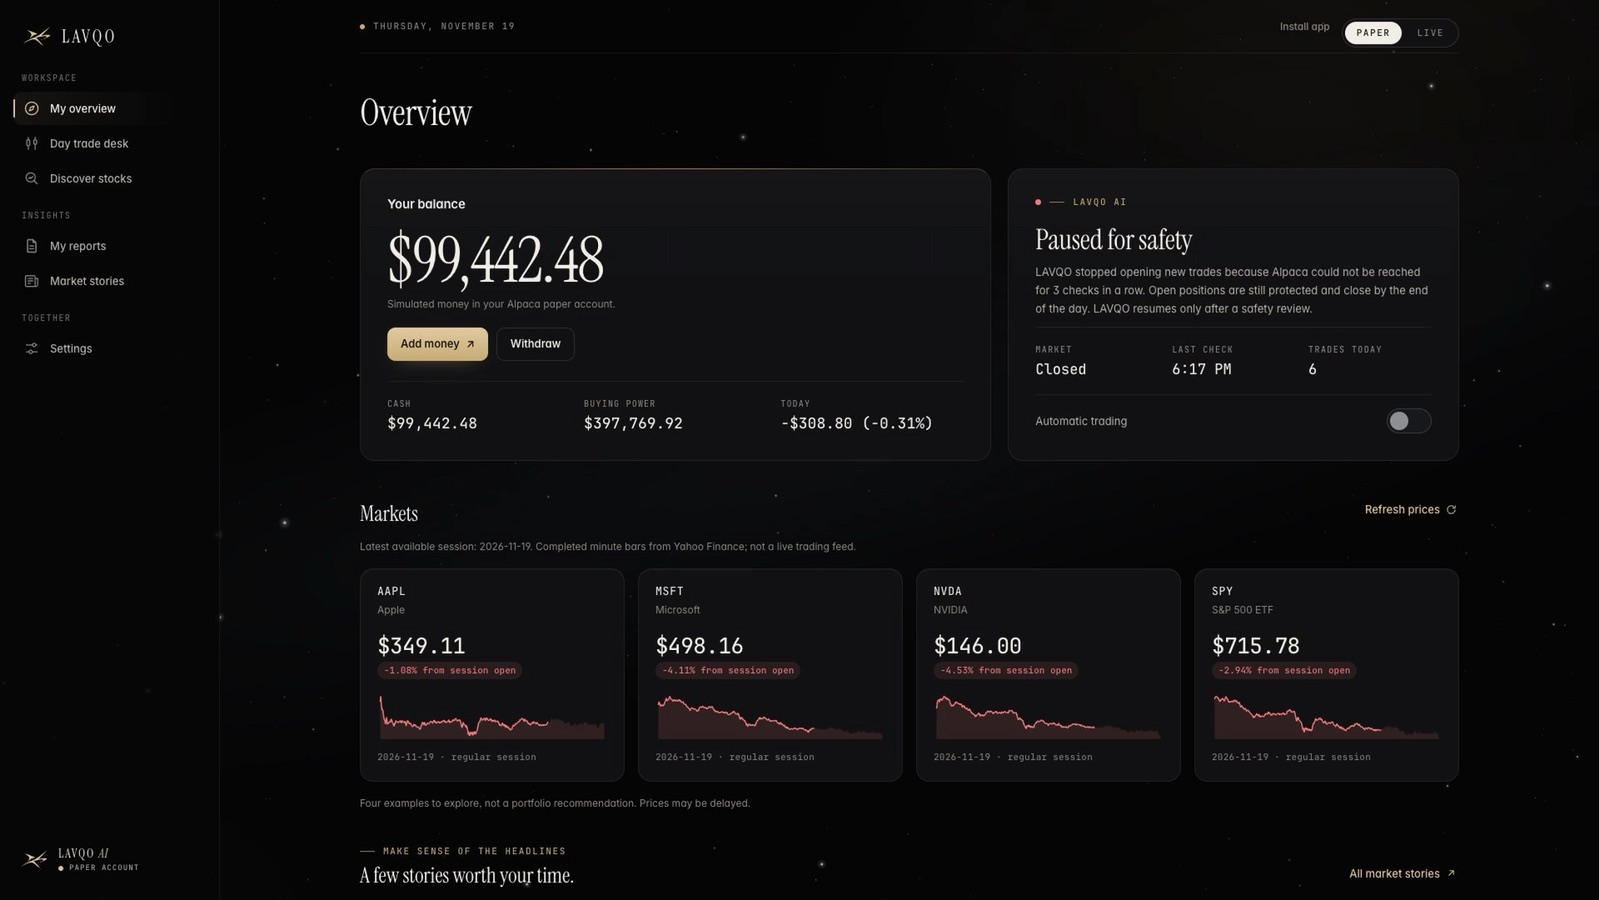 LAVQO
WORKSPACE
My overview
Day trade desk
Discover stocks
INSIGHTS
My reports
Market stories
TOGETHER
Settings
LAVQO AI
PAPER ACCOUNT
THURSDAY, NOVEMBER 19
Install app
PAPER
LIVE
Overview
Your balance
$99,442.48
Simulated money in your Alpaca paper account.
Add money
Withdraw
CASH
BUYING POWER
TODAY
$99,442.48
$397,769.92
-$308.80 (-0.31%)
LAVQO AI
Paused for safety
LAVQO stopped opening new trades because Alpaca could not be reached
for 3 checks in a row. Open positions are still protected and close by the end
of the day. LAVQO resumes only after a safety review.
MARKET
LAST CHECK
TRADES TODAY
Closed
6:17 PM
6
Automatic trading
Markets
Refresh prices
Latest available session: 2026-11-19. Completed minute bars from Yahoo Finance; not a live trading feed.
AAPL
Apple
$349.11
-1.08% from session open
2026-11-19 · regular session
MSFT
Microsoft
$498.16
-4.11% from session open
2026-11-19 · regular session
NVDA
NVIDIA
$146.00
-4.53% from session open
2026-11-19 · regular session
SPY
S&P 500 ETF
$715.78
-2.94% from session open
2026-11-19 · regular session
Four examples to explore, not a portfolio recommendation. Prices may be delayed.
MAKE SENSE OF THE HEADLINES
A few stories worth your time.
All market stories